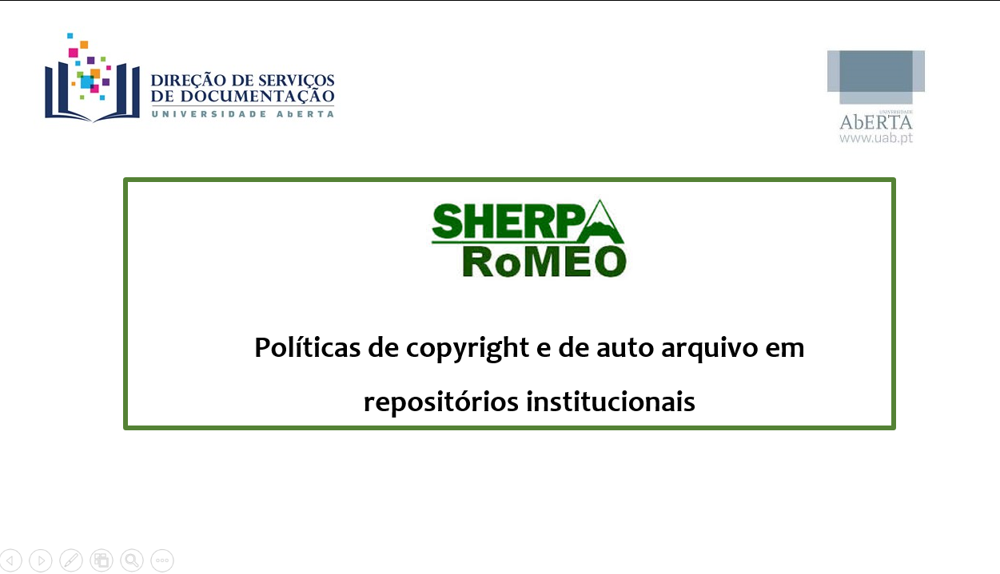 DIREÇÃO DE SERVIÇOS
DE DOCUMENTAÇÃO
UNIVERSIDADE AbERTA
UNIVERSIDADE
AbERTA
www.uab.pt
SHERPA
RoMEO
Políticas de copyright e de auto arquivo em
repositórios institucionais